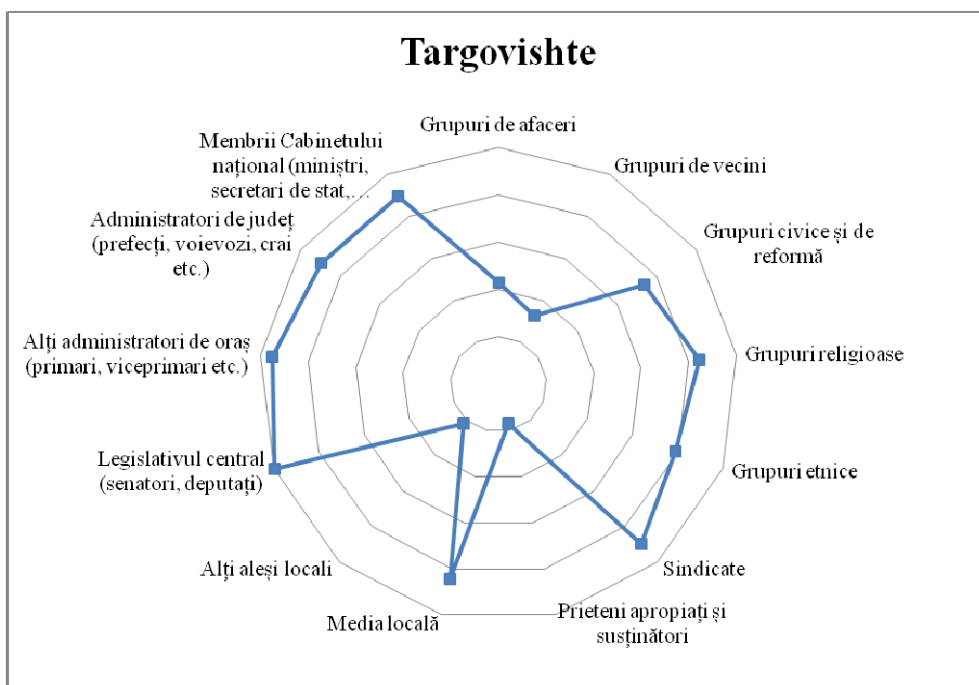 Targovishte
Grupuri de afaceri
Grupuri de vecini
Grupuri civice și de
reformă
Grupuri religioase
Grupuri etnice
Sindicate
Prieteni apropiați și
susținători
Media locală
Alți aleși locali
Legislativul central
(senatori, deputați)
Alți administratori de oraș
(primari, viceprimari etc.)
Administratori de județ
(prefecți, voievozi, crai
etc.)
Membrii Cabinetului
național (miniștri,
secretari de stat,…